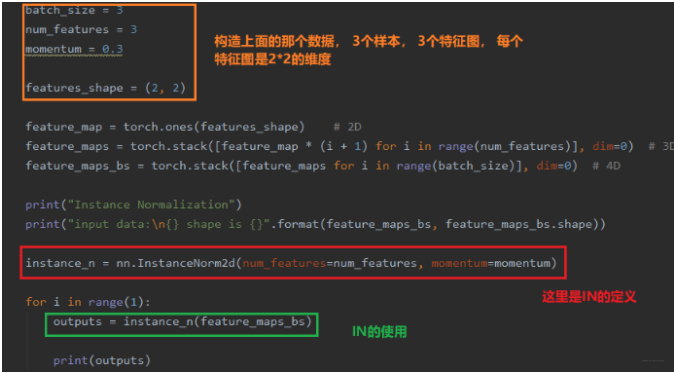 batch_size = 3
num_features = 3
momentum = 0.3
features_shape = (2, 2)
构造上面的那个数据， 3个样本， 3个特征图， 每个
特征图是2*2的维度
feature_map = torch.ones(features_shape)    # 2D
feature_maps = torch.stack([feature_map * (i + 1) for i in range(num_features)], dim=0)  # 3D
feature_maps_bs = torch.stack([feature_maps for i in range(batch_size)], dim=0)  # 4D
print("Instance Normalization")
print("input data:\n{} shape is {}".format(feature_maps_bs, feature_maps_bs.shape))
instance_n = nn.InstanceNorm2d(num_features=num_features, momentum=momentum)
这里是IN的定义
for i in range(1):
outputs = instance_n(feature_maps_bs)
IN的使用
print(outputs)